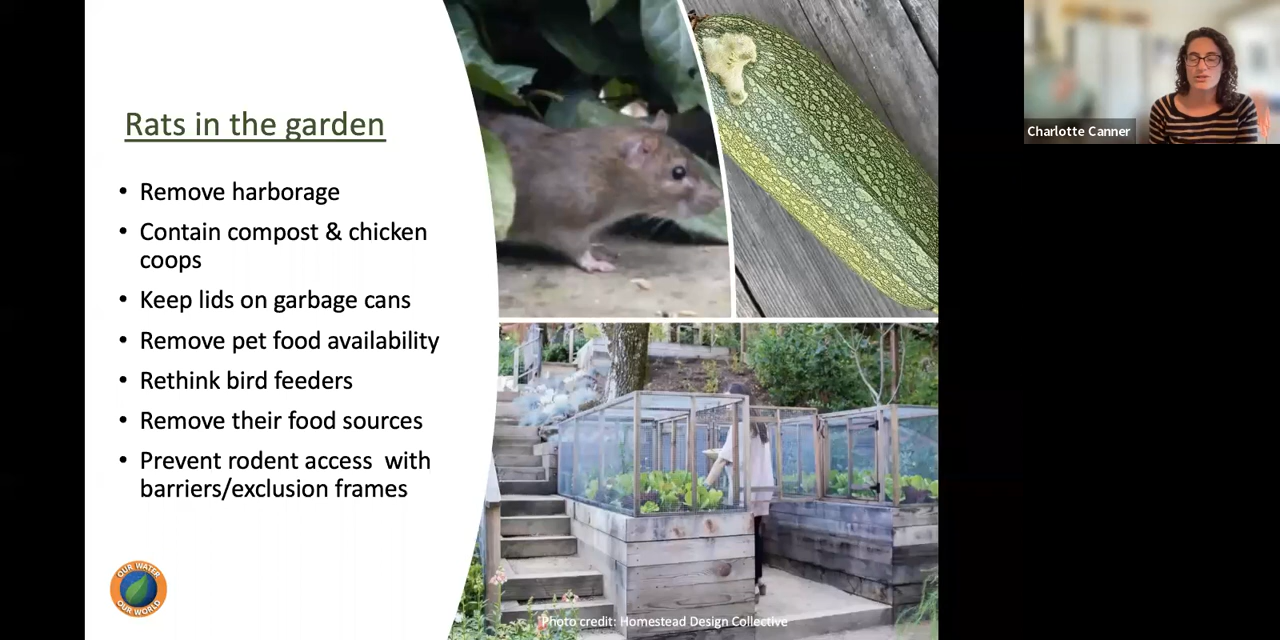 Rats in the garden
• Remove harborage
• Contain compost & chicken
coops
• Keep lids on garbage cans
• Remove pet food availability
• Rethink bird feeders
• Remove their food sources
• Prevent rodent access  with
barriers/exclusion frames
OUR WATER
OUR WORLD
Photo credit: Homestead Design Collective
Charlotte Canner